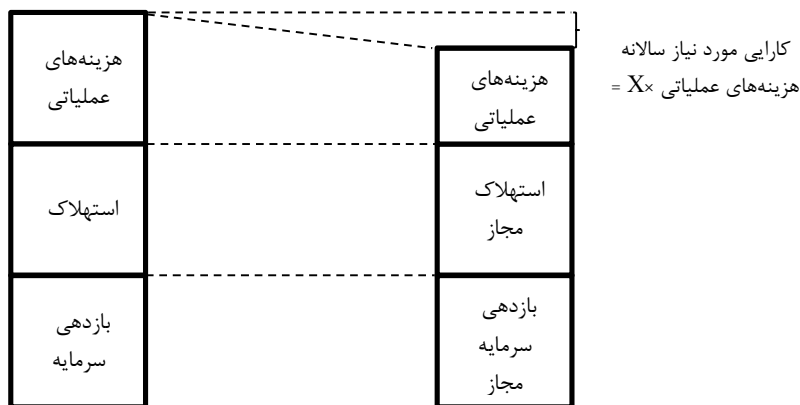 هزینه‌های
عملیاتی
استهلاک
بازدهی
سرمایه
هزینه‌های
عملیاتی
استهلاک
مجاز
بازدهی
سرمایه
مجاز
کارایی مورد نیاز سالانه
= X× هزینه‌های عملیاتی